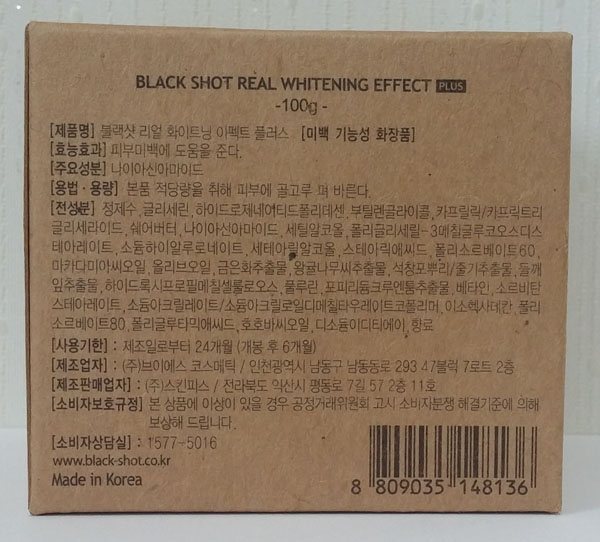 BLACK SHOT REAL WHITENING EFFECT PLUS
-100g-
[제품명] 블랙샷 리얼 화이트닝 이펙트 플러스 [미백 기능성 화장품]
[효능효과] 피부미백에 도움을 준다.
[주요성분] 나이아신아마이드
[용법·용량] 본품 적당량을 취해 피부에 골고루 펴 바른다.
[전성분] 정제수, 글리세린, 하이드로제네이티드폴리데센, 부틸렌글라이콜, 카프릴릭/카프릭트리
글리세라이드, 쉐어버터, 나이아신아마이드, 세틸알코올, 폴리글리세릴-3메칠글루코오스디스
테아레이트, 소듐하이알루로네이트, 세테아릴알코올, 스테아릭애씨드, 폴리소르베이트60,
마카다미아씨오일, 올리브오일, 금은화추출물, 왕귤나무씨추출물, 석창포뿌리/줄기추출물, 들깨
잎추출물, 하이드록시프로필메칠셀룰로오스, 풀루란, 포피리듐크루엔툼추출물, 베타인, 소르비탄
스테아레이트, 소듐아크릴레이트/소듐아크릴로일디메칠타우레이트코폴리머, 이소헥사데칸, 폴리
소르베이트80, 폴리글루타믹애씨드, 호호바씨오일, 디소듐이디티에이, 향료
[사용기한] : 제조일로부터 24개월 (개봉 후 6개월)
[제조업자] : (주)브이에스 코스메틱 / 인천광역시 남동구 남동동로 293 47블럭 7로트 2층
[제조판매업자] : (주)스킨피스 / 전라북도 익산시 평동로 7길 57 2층 11호
[소비자보호규정] 본 상품에 이상이 있을 경우 공정거래위원회 고시 소비자분쟁 해결기준에 의해
보상해 드립니다.
[소비자상담실] : 1577-5016
www.black-shot.co.kr
Made in Korea
8 809035 148136